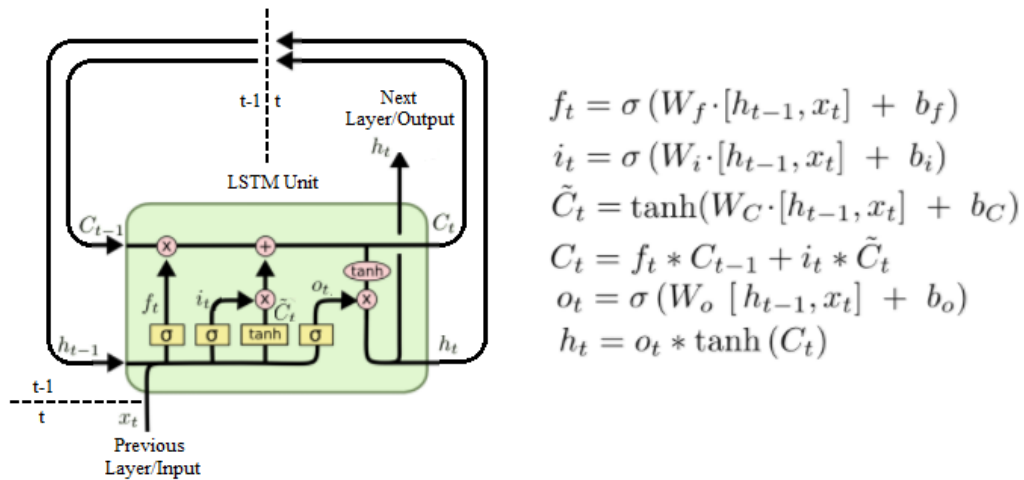 t-1 t
Next
Layer/Output
h_t
LSTM Unit
C_{t-1}
C_t
x
+
tanh
f_t
i_t
x
C̃_t
o_t
x
σ
σ
tanh
σ
h_{t-1}
h_t
t-1
t
x_t
Previous
Layer/Input
f_t = σ (W_f·[h_{t-1}, x_t] + b_f)
i_t = σ (W_i·[h_{t-1}, x_t] + b_i)
C̃_t = tanh(W_C·[h_{t-1}, x_t] + b_C)
C_t = f_t * C_{t-1} + i_t * C̃_t
o_t = σ (W_o [h_{t-1}, x_t] + b_o)
h_t = o_t * tanh (C_t)